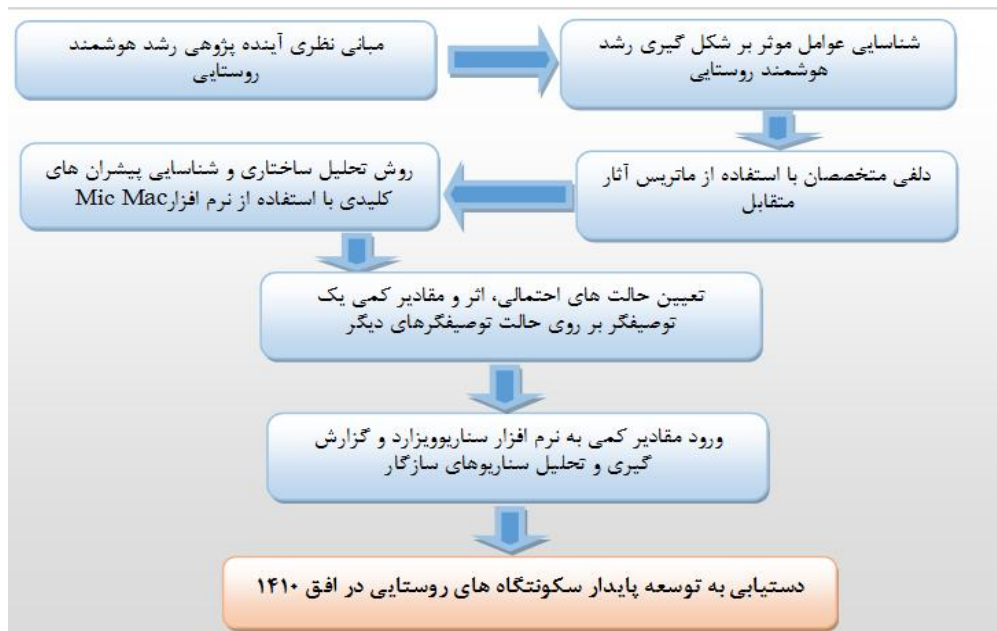 مبانی نظری آینده پژوهی رشد هوشمند
روستایی
شناسایی عوامل موثر بر شکل گیری رشد
هوشمند روستایی
دلفی متخصصان با استفاده از ماتریس آثار
متقابل
روش تحلیل ساختاری و شناسایی پیشران های
کلیدی با استفاده از نرم افزارMic Mac
تعیین حالت های احتمالی، اثر و مقادیر کمی یک
توصیفگر بر روی حالت توصیفگرهای دیگر
ورود مقادیر کمی به نرم افزار سناریوویزارد و گزارش
گیری و تحلیل سناریوهای سازگار
دستیابی به توسعه پایدار سکونتگاه های روستایی در افق ۱۴۱۰